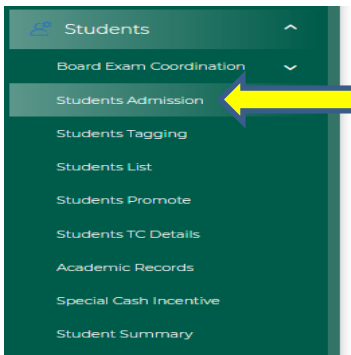 Students
Board Exam Coordination
Students Admission
Students Tagging
Students List
Students Promote
Students TC Details
Academic Records
Special Cash Incentive
Student Summary